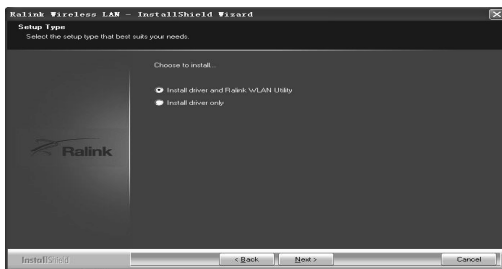 Ralink Wireless LAN - InstallShield Wizard
Setup Type
Select the setup type that best suits your needs.
Choose to install...
Install driver and Ralink WLAN Utility
Install driver only
Ralink
InstallShield
< Back
Next >
Cancel